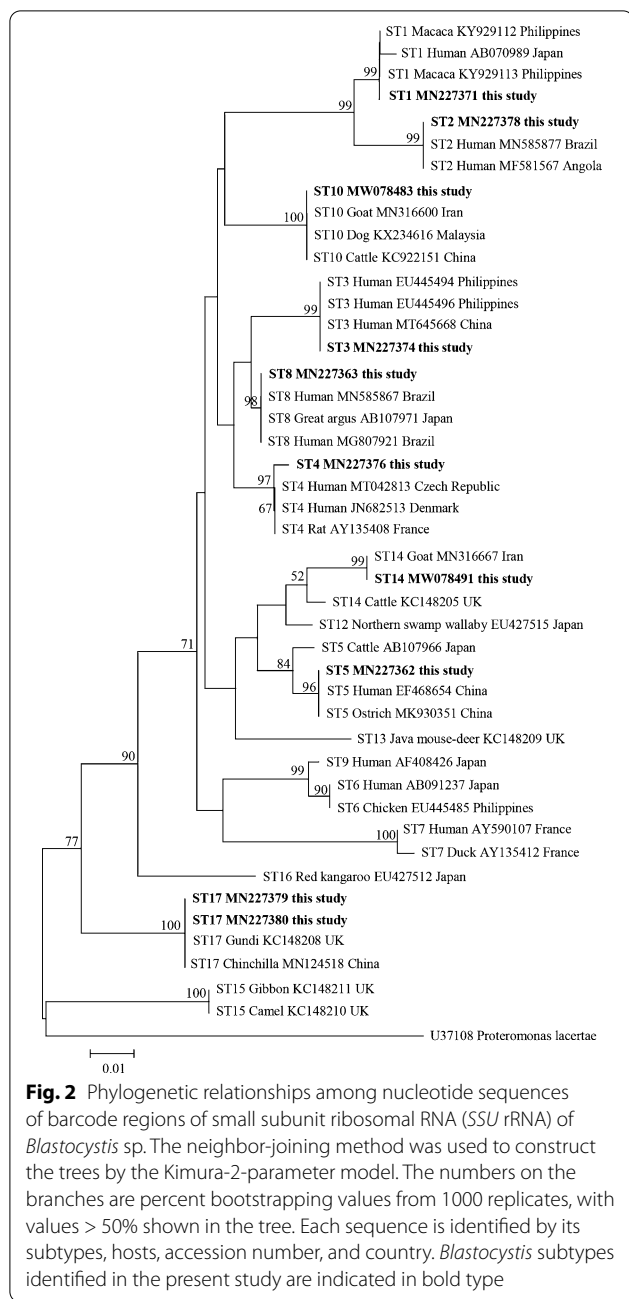 ST1 Macaca KY929112 Philippines
ST1 Human AB070989 Japan
99
ST1 Macaca KY929113 Philippines
ST1 MN227371 this study
99
ST2 MN227378 this study
99
ST2 Human MN585877 Brazil
ST2 Human MF581567 Angola
ST10 MW078483 this study
100
ST10 Goat MN316600 Iran
ST10 Dog KX234616 Malaysia
ST10 Cattle KC922151 China
ST3 Human EU445494 Philippines
ST3 Human EU445496 Philippines
99
ST3 Human MT645668 China
ST3 MN227374 this study
ST8 MN227363 this study
98
ST8 Human MN585867 Brazil
ST8 Great argus AB107971 Japan
ST8 Human MG807921 Brazil
ST4 MN227376 this study
97
ST4 Human MT042813 Czech Republic
67
ST4 Human JN682513 Denmark
ST4 Rat AY135408 France
ST14 Goat MN316667 Iran
99
ST14 MW078491 this study
52
ST14 Cattle KC148205 UK
ST12 Northern swamp wallaby EU427515 Japan
71
ST5 Cattle AB107966 Japan
84
ST5 MN227362 this study
96
ST5 Human EF468654 China
ST5 Ostrich MK930351 China
ST13 Java mouse-deer KC148209 UK
90
ST9 Human AF408426 Japan
99
ST6 Human AB091237 Japan
90
ST6 Chicken EU445485 Philippines
ST7 Human AY590107 France
100
ST7 Duck AY135412 France
77
ST16 Red kangaroo EU427512 Japan
ST17 MN227379 this study
ST17 MN227380 this study
100
ST17 Gundi KC148208 UK
ST17 Chinchilla MN124518 China
ST15 Gibbon KC148211 UK
100
ST15 Camel KC148210 UK
U37108 Proteromonas lacertae
0.01
Fig. 2 Phylogenetic relationships among nucleotide sequences
of barcode regions of small subunit ribosomal RNA (SSU rRNA) of
Blastocystis sp. The neighbor-joining method was used to construct
the trees by the Kimura-2-parameter model. The numbers on the
branches are percent bootstrapping values from 1000 replicates, with
values > 50% shown in the tree. Each sequence is identified by its
subtypes, hosts, accession number, and country. Blastocystis subtypes
identified in the present study are indicated in bold type